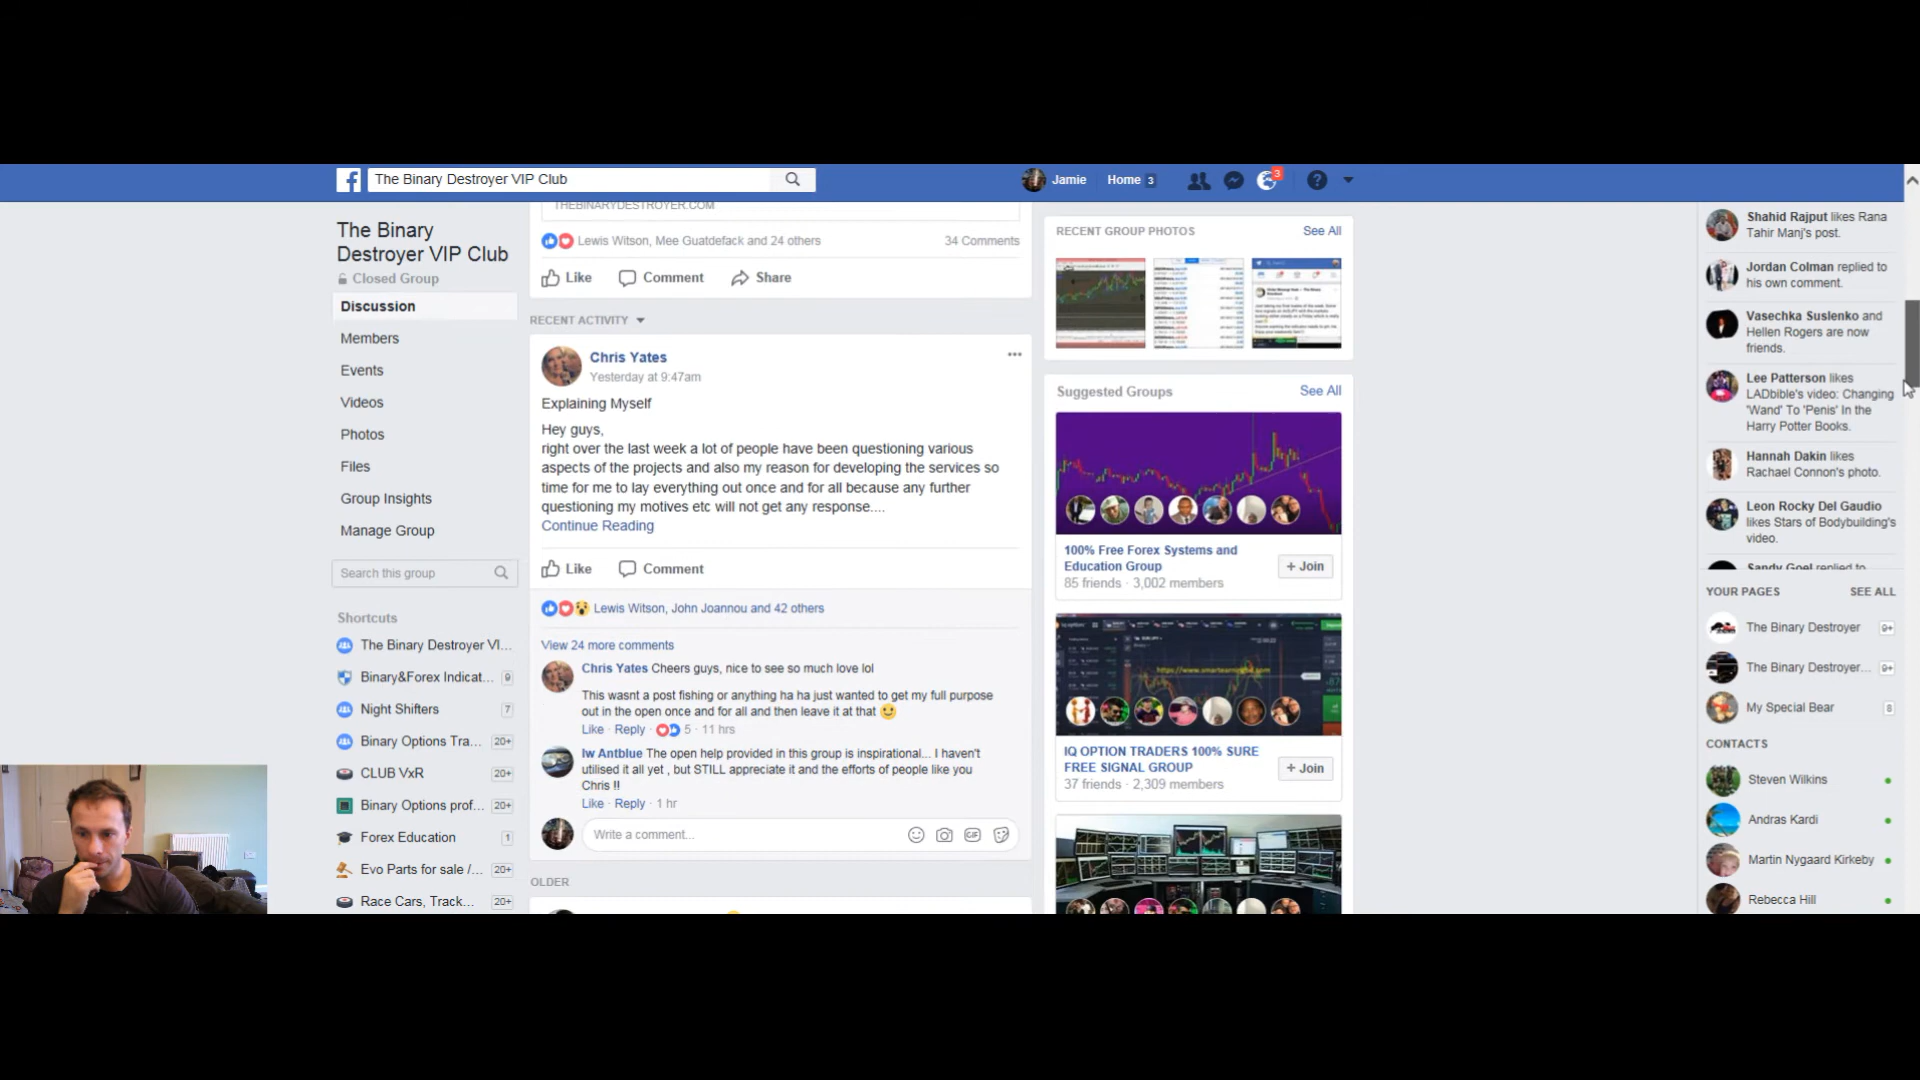 The Binary Destroyer VIP Club
Jamie
Home 3
3
The Binary
Destroyer VIP Club
Closed Group
Discussion
Members
Events
Videos
Photos
Files
Group Insights
Manage Group
Search this group
Shortcuts
The Binary Destroyer VI...
Binary&Forex Indicat... 9
Night Shifters 7
Binary Options Tra... 20+
CLUB VxR 20+
Binary Options prof... 20+
Forex Education 1
Evo Parts for sale /... 20+
Race Cars, Track... 20+
THEBINARYDESTROYER.COM
Lewis Witson, Mee Guatdefack and 24 others 34 Comments
Like Comment Share
RECENT ACTIVITY
Chris Yates
Yesterday at 9:47am
Explaining Myself
Hey guys,
right over the last week a lot of people have been questioning various
aspects of the projects and also my reason for developing the services so
time for me to lay everything out once and for all because any further
questioning my motives etc will not get any response....
Continue Reading
Like Comment
Lewis Witson, John Joannou and 42 others
View 24 more comments
Chris Yates Cheers guys, nice to see so much love lol
This wasnt a post fishing or anything ha ha just wanted to get my full purpose
out in the open once and for all and then leave it at that
Like · Reply · 5 · 11 hrs
Iw Antblue The open help provided in this group is inspirational... I haven't
utilised it all yet , but STILL appreciate it and the efforts of people like you
Chris !!
Like · Reply · 1 hr
Write a comment...
GIF
OLDER
RECENT GROUP PHOTOS See All
Suggested Groups See All
100% Free Forex Systems and
Education Group
85 friends · 3,002 members
+ Join
IQ OPTION TRADERS 100% SURE
FREE SIGNAL GROUP
37 friends · 2,309 members
+ Join
Shahid Rajput likes Rana
Tahir Manj's post.
Jordan Colman replied to
his own comment.
Vasechka Suslenko and
Hellen Rogers are now
friends.
Lee Patterson likes
LADbible's video: Changing
'Wand' To 'Penis' In the
Harry Potter Books.
Hannah Dakin likes
Rachael Connon's photo.
Leon Rocky Del Gaudio
likes Stars of Bodybuilding's
video.
Sandy Goel replied to
YOUR PAGES SEE ALL
The Binary Destroyer 9+
The Binary Destroyer... 9+
My Special Bear 8
CONTACTS
Steven Wilkins
Andras Kardi
Martin Nygaard Kirkeby
Rebecca Hill